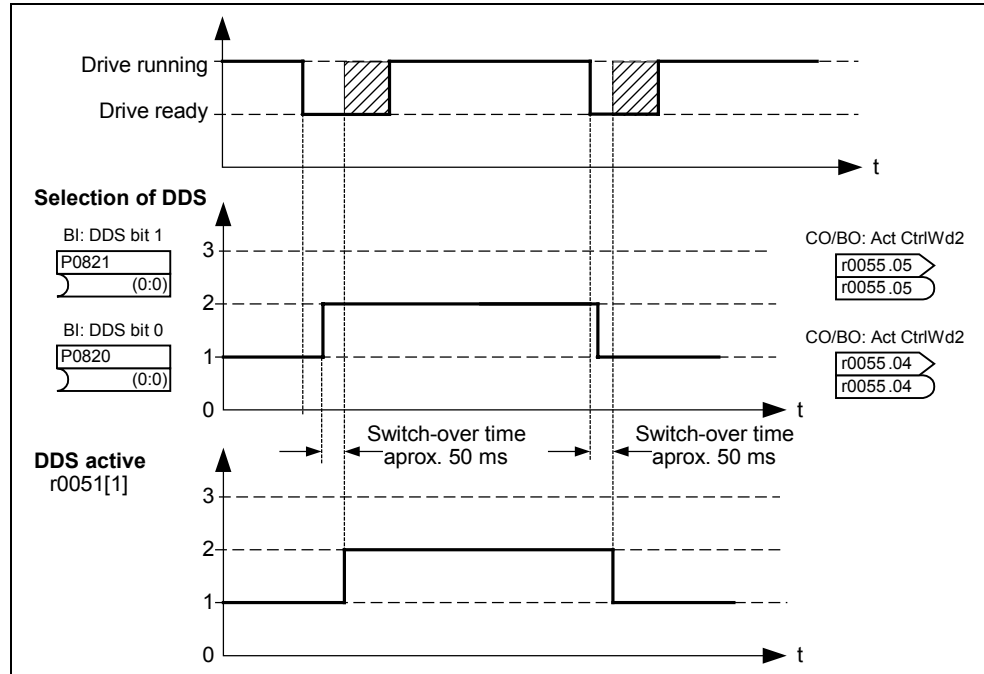 Drive running
Drive ready
t
Selection of DDS
BI: DDS bit 1
P0821
(0:0)
BI: DDS bit 0
P0820
(0:0)
3
2
1
0
t
CO/BO: Act CtrlWd2
r0055.05
r0055.05
CO/BO: Act CtrlWd2
r0055.04
r0055.04
Switch-over time
aprox. 50 ms
Switch-over time
aprox. 50 ms
DDS active
r0051[1]
3
2
1
0
t